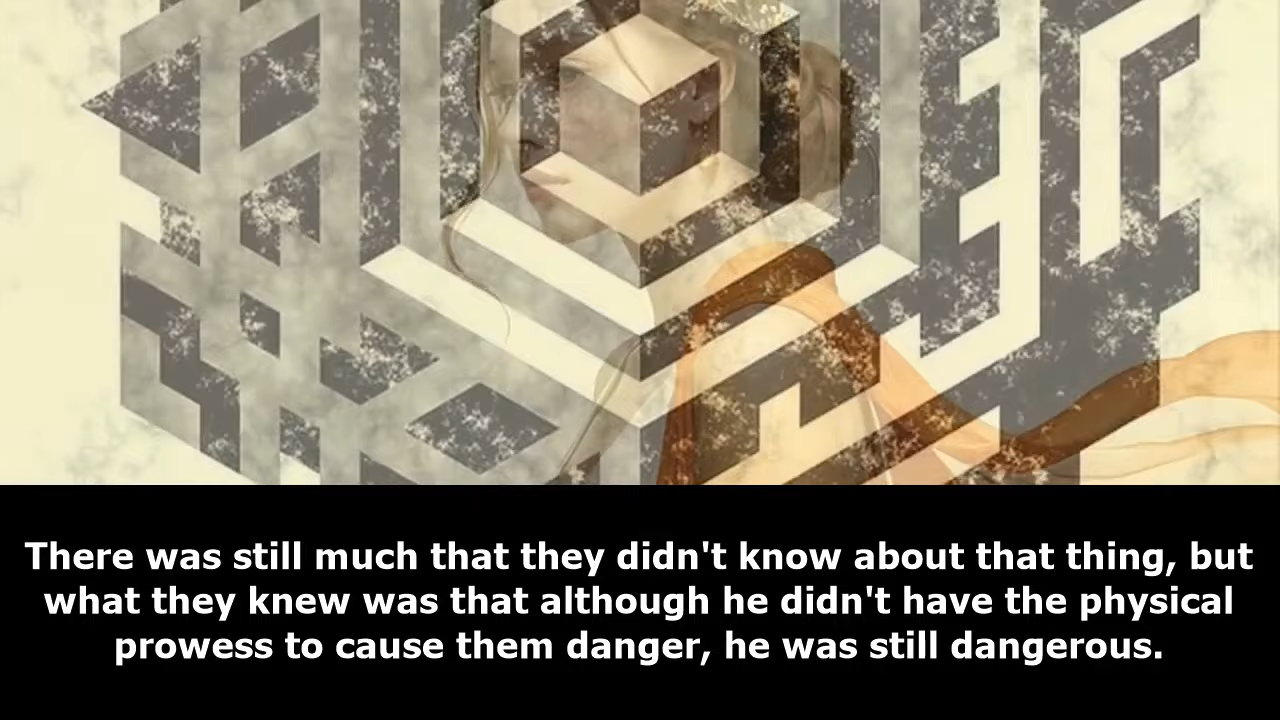 There was still much that they didn't know about that thing, but
what they knew was that although he didn't have the physical
prowess to cause them danger, he was still dangerous.